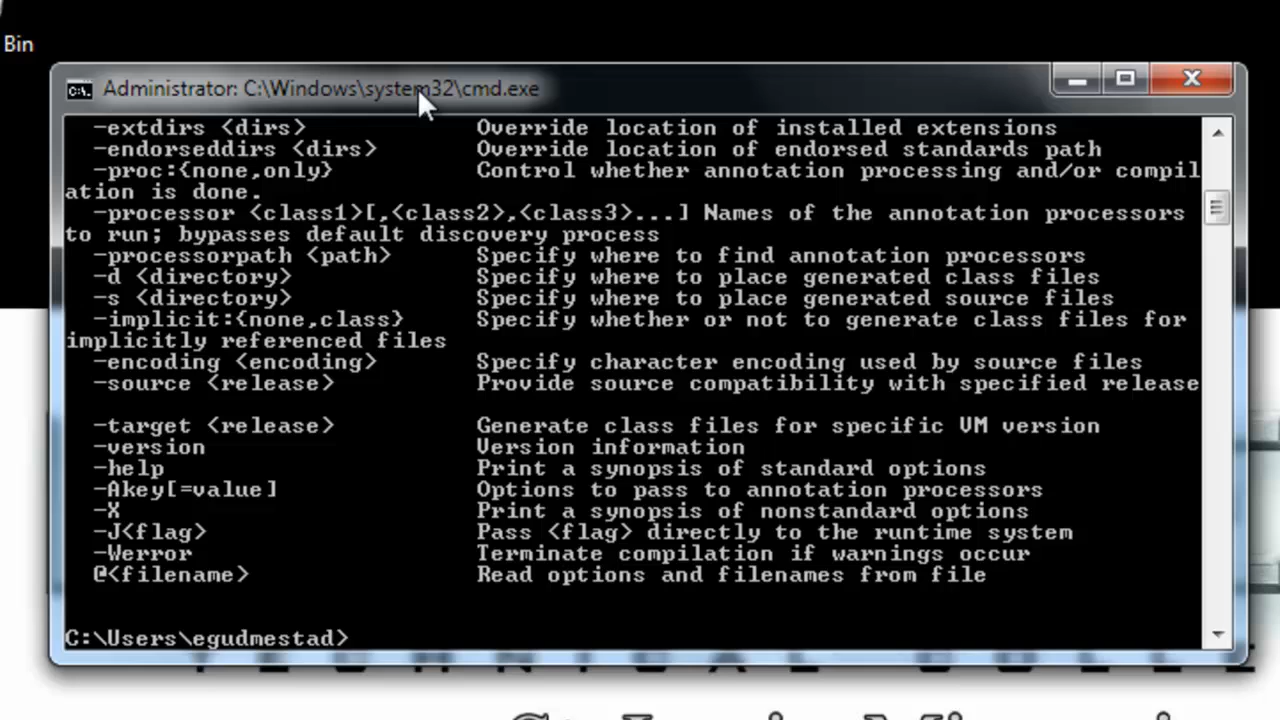 Bin
Administrator: C:\Windows\system32\cmd.exe
-extdirs <dirs> Override location of installed extensions
-endorseddirs <dirs> Override location of endorsed standards path
-proc:{none,only} Control whether annotation processing and/or compil
ation is done.
-processor <class1>[,<class2>,<class3>...] Names of the annotation processors
to run; bypasses default discovery process
-processorpath <path> Specify where to find annotation processors
-d <directory> Specify where to place generated class files
-s <directory> Specify where to place generated source files
-implicit:{none,class} Specify whether or not to generate class files for
implicitly referenced files
-encoding <encoding> Specify character encoding used by source files
-source <release> Provide source compatibility with specified release
-target <release> Generate class files for specific VM version
-version Version information
-help Print a synopsis of standard options
-Akey[=value] Options to pass to annotation processors
-X Print a synopsis of nonstandard options
-J<flag> Pass <flag> directly to the runtime system
-Werror Terminate compilation if warnings occur
@<filename> Read options and filenames from file
C:\Users\egudmestad>